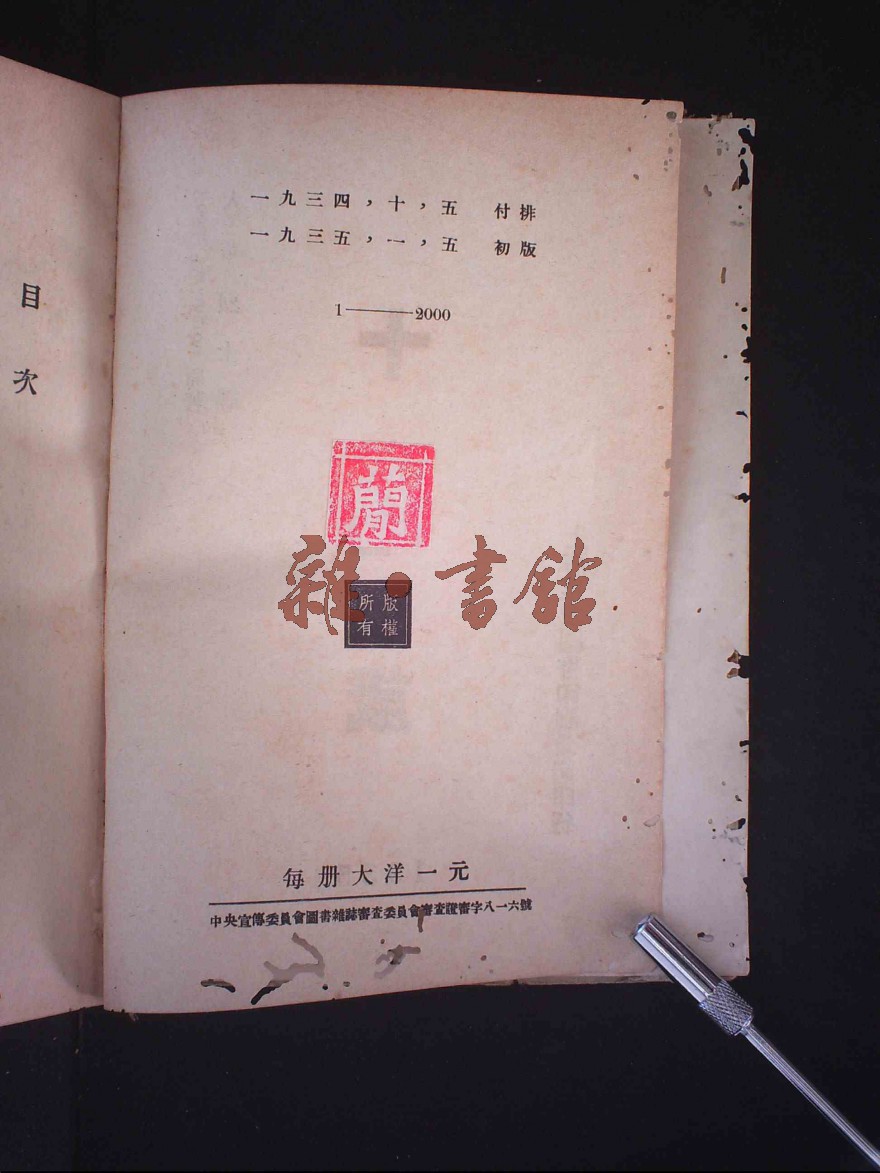 目次
一九三四，十，五 付排
一九三五，一，五 初版
1———2000
蕳
雜·書館
版權
所有
每册大洋一元
中央宣傳委員會圖書雜誌審查委員會審查證審字八一六號